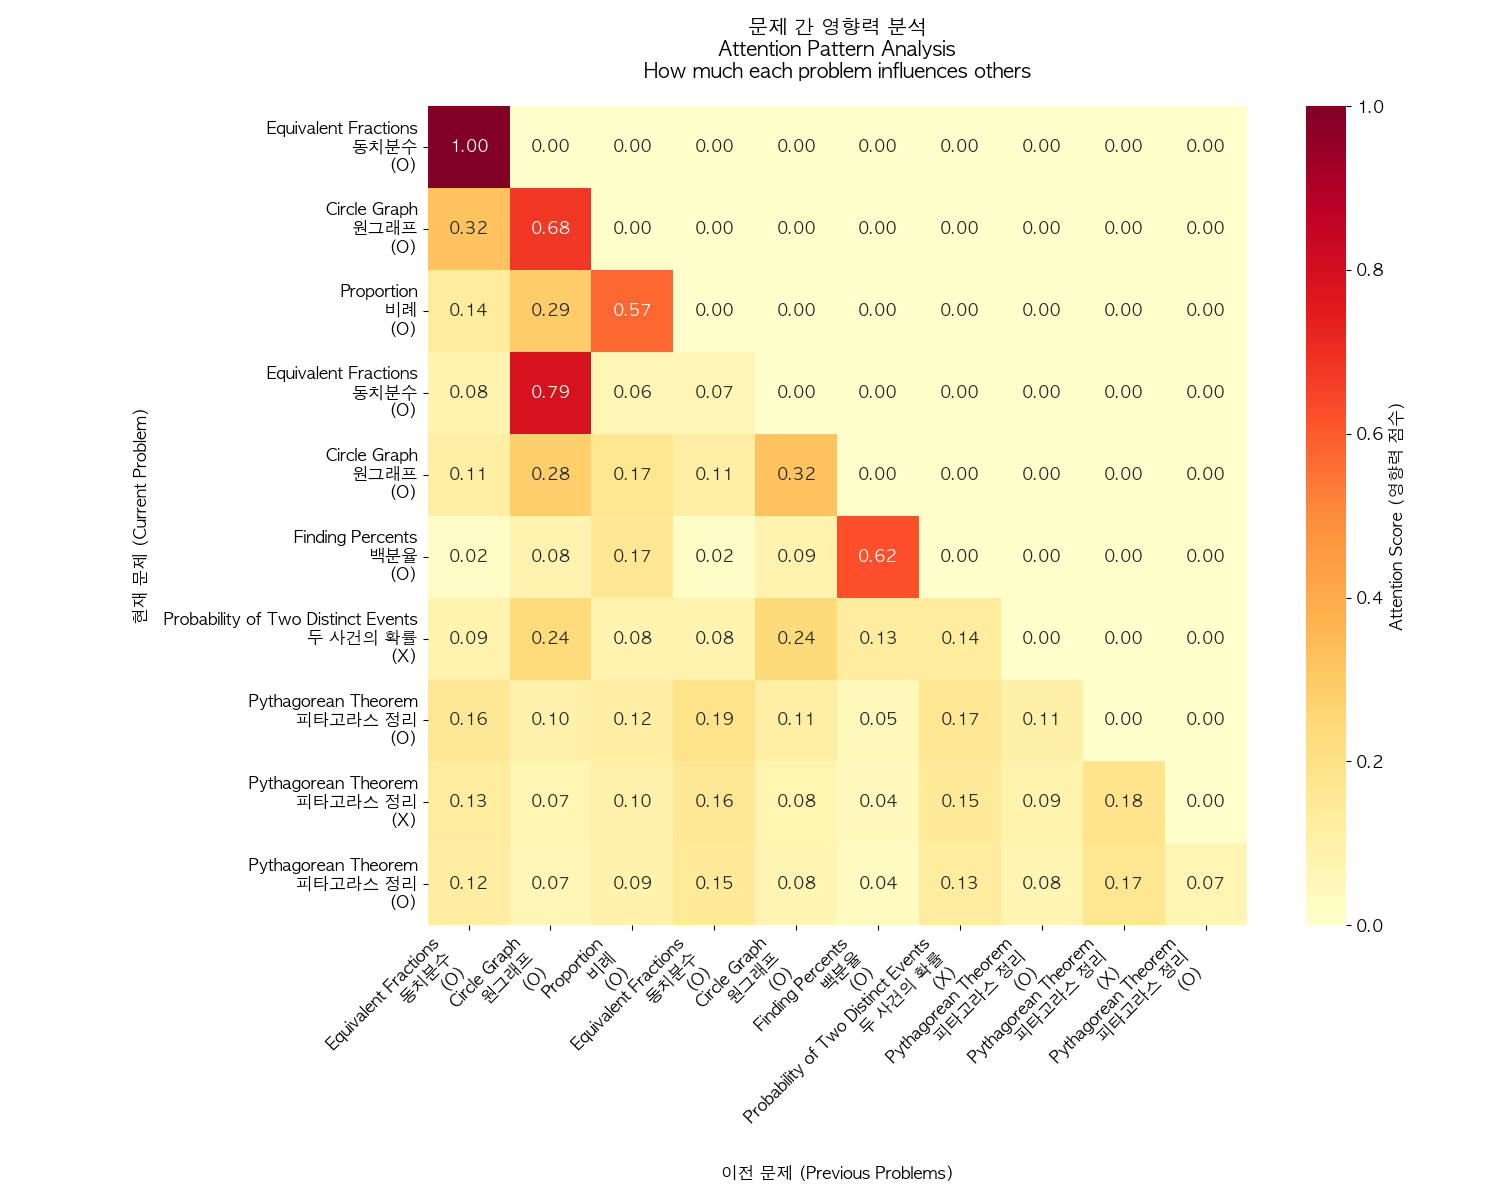 문제 간 영향력 분석
Attention Pattern Analysis
How much each problem influences others
Equivalent Fractions
동치분수
(O)
1.00 0.00 0.00 0.00 0.00 0.00 0.00 0.00 0.00 0.00
Circle Graph
원그래프
(O)
0.32 0.68 0.00 0.00 0.00 0.00 0.00 0.00 0.00 0.00
Proportion
비례
(O)
0.14 0.29 0.57 0.00 0.00 0.00 0.00 0.00 0.00 0.00
Equivalent Fractions
동치분수
(O)
0.08 0.79 0.06 0.07 0.00 0.00 0.00 0.00 0.00 0.00
Circle Graph
원그래프
(O)
0.11 0.28 0.17 0.11 0.32 0.00 0.00 0.00 0.00 0.00
Finding Percents
백분율
(O)
0.02 0.08 0.17 0.02 0.09 0.62 0.00 0.00 0.00 0.00
Probability of Two Distinct Events
두 사건의 확률
(X)
0.09 0.24 0.08 0.08 0.24 0.13 0.14 0.00 0.00 0.00
Pythagorean Theorem
피타고라스 정리
(O)
0.16 0.10 0.12 0.19 0.11 0.05 0.17 0.11 0.00 0.00
Pythagorean Theorem
피타고라스 정리
(X)
0.13 0.07 0.10 0.16 0.08 0.04 0.15 0.09 0.18 0.00
Pythagorean Theorem
피타고라스 정리
(O)
0.12 0.07 0.09 0.15 0.08 0.04 0.13 0.08 0.17 0.07
현재 문제 (Current Problem)
Equivalent Fractions
동치분수
(O)
Circle Graph
원그래프
(O)
Proportion
비례
(O)
Equivalent Fractions
동치분수
(O)
Circle Graph
원그래프
(O)
Finding Percents
백분율
(O)
Probability of Two Distinct Events
두 사건의 확률
(X)
Pythagorean Theorem
피타고라스 정리
(O)
Pythagorean Theorem
피타고라스 정리
(X)
Pythagorean Theorem
피타고라스 정리
(O)
이전 문제 (Previous Problems)
1.0
0.8
0.6
0.4
0.2
0.0
Attention Score (영향력 점수)